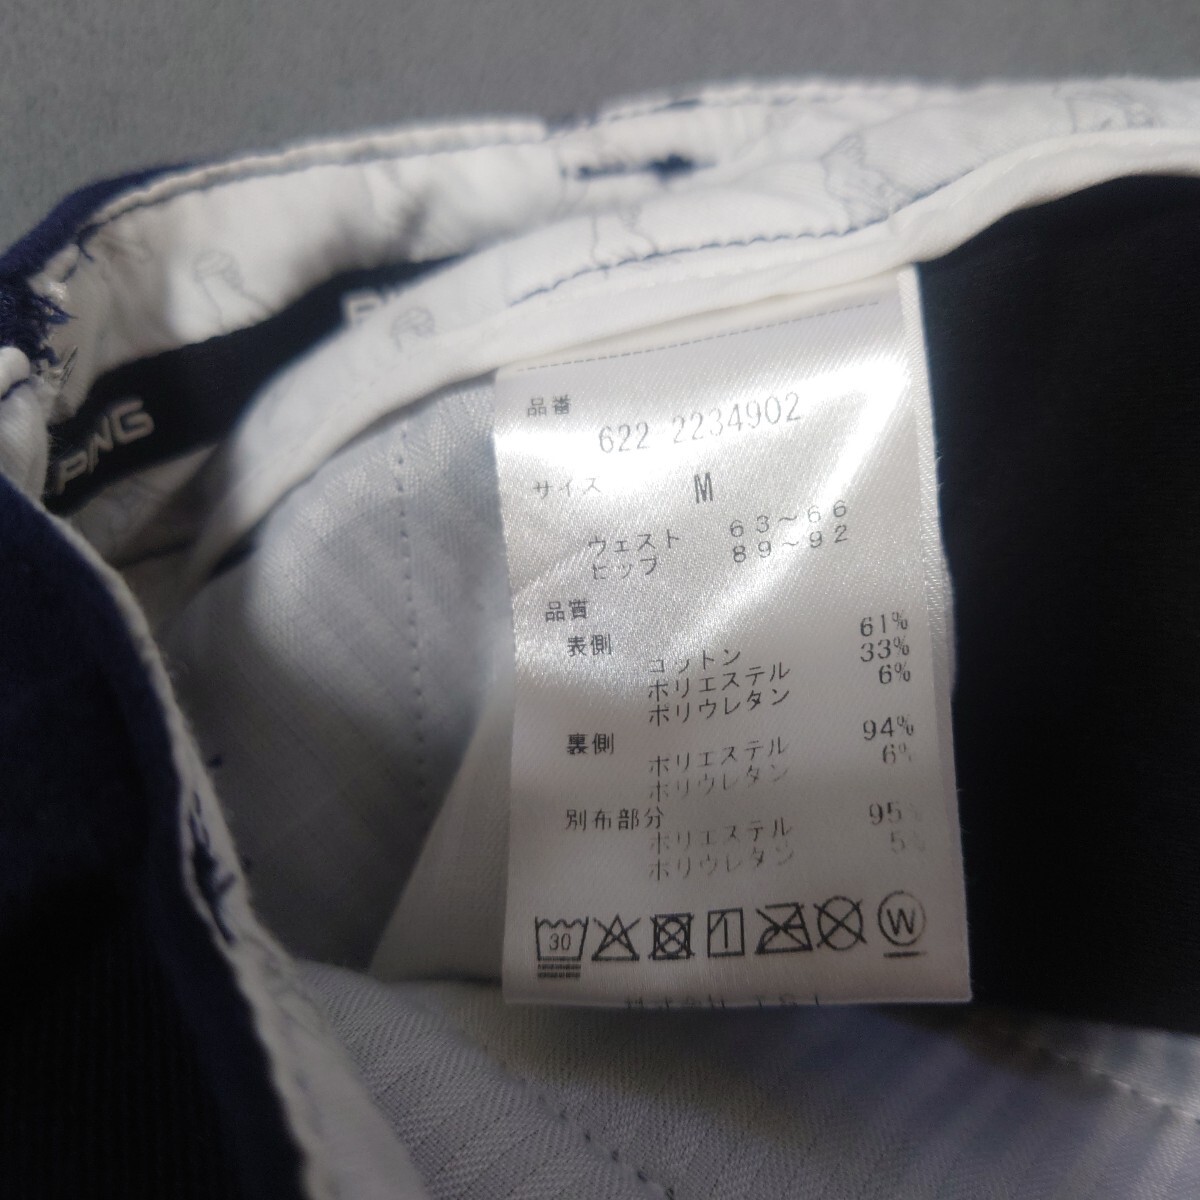 PING
品番
622 2234902
サイズ M
ウェスト 63～66
ヒップ 89～92
品質
表側
コットン 61%
ポリエステル 33%
ポリウレタン 6%
裏側
ポリエステル 94%
ポリウレタン 6%
別布部分
ポリエステル 95%
ポリウレタン 5%
30
W